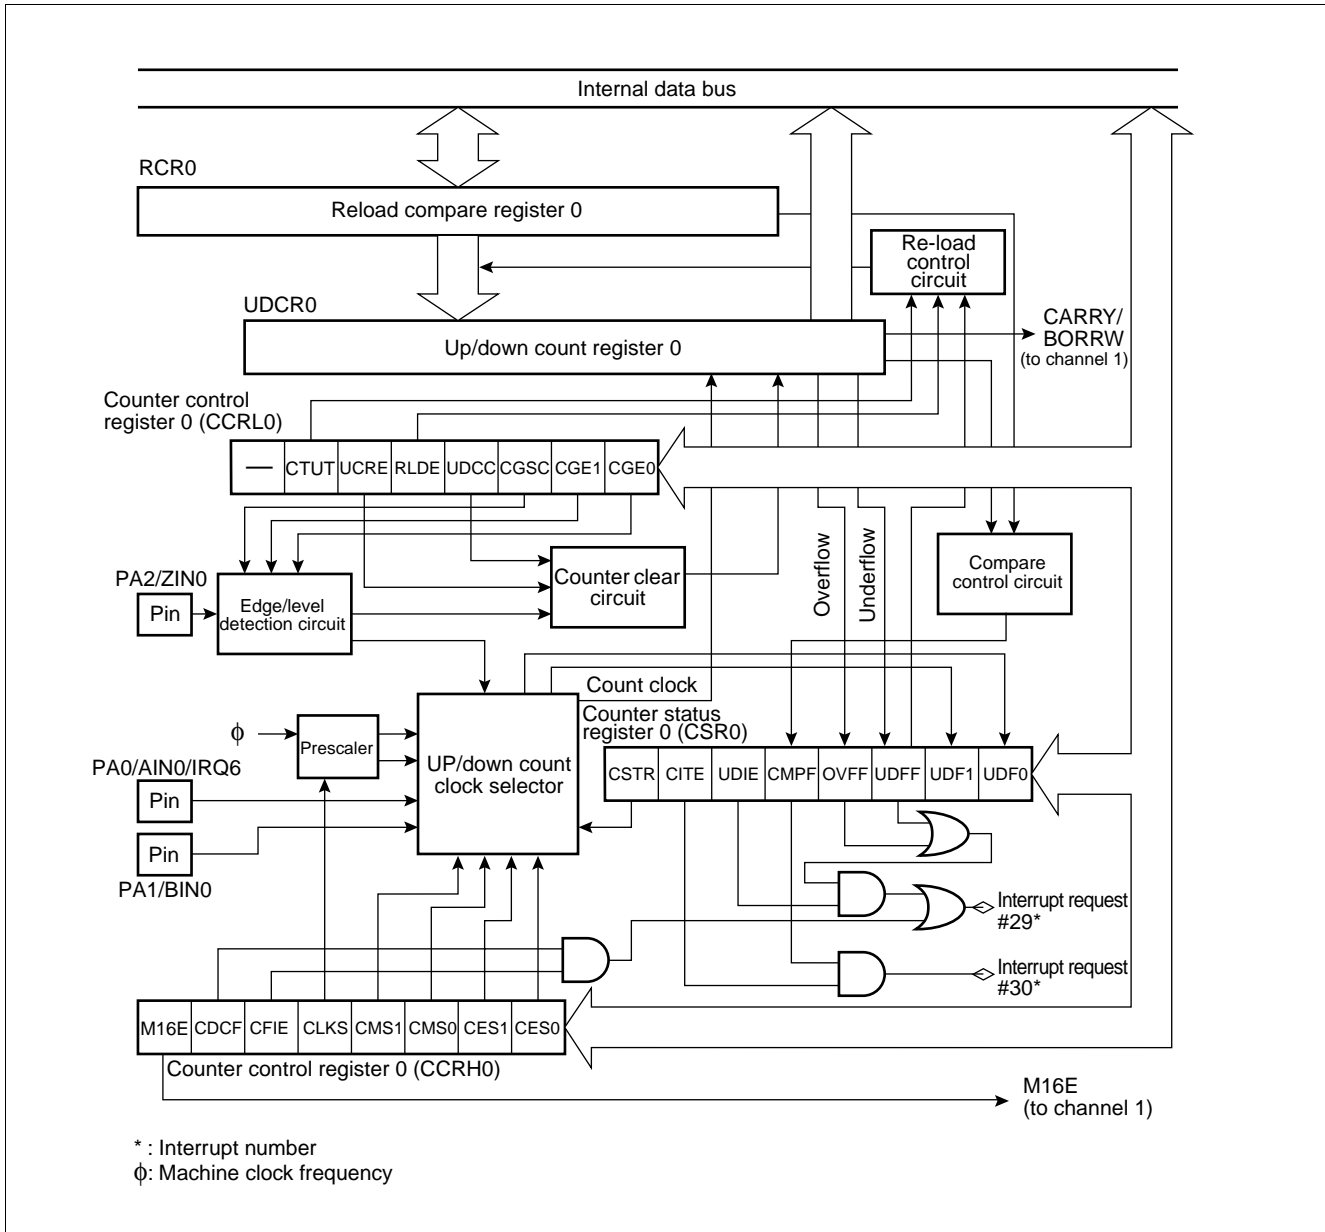 Internal data bus
RCR0
Reload compare register 0
Re-load
control
circuit
UDCR0
CARRY/
BORRW
(to channel 1)
Up/down count register 0
Counter control
register 0 (CCRL0)
— CTUT UCRE RLDE UDCC CGSC CGE1 CGE0
Overflow
Underflow
Compare
control circuit
PA2/ZIN0
Pin
Edge/level
detection circuit
Counter clear
circuit
Count clock
Counter status
register 0 (CSR0)
ϕ
Prescaler
UP/down count
clock selector
CSTR CITE UDIE CMPF OVFF UDFF UDF1 UDF0
PA0/AIN0/IRQ6
Pin
Pin
PA1/BIN0
Interrupt request
#29*
Interrupt request
#30*
M16E CDCF CFIE CLKS CMS1 CMS0 CES1 CES0
Counter control register 0 (CCRH0)
M16E
(to channel 1)
* : Interrupt number
ϕ: Machine clock frequency